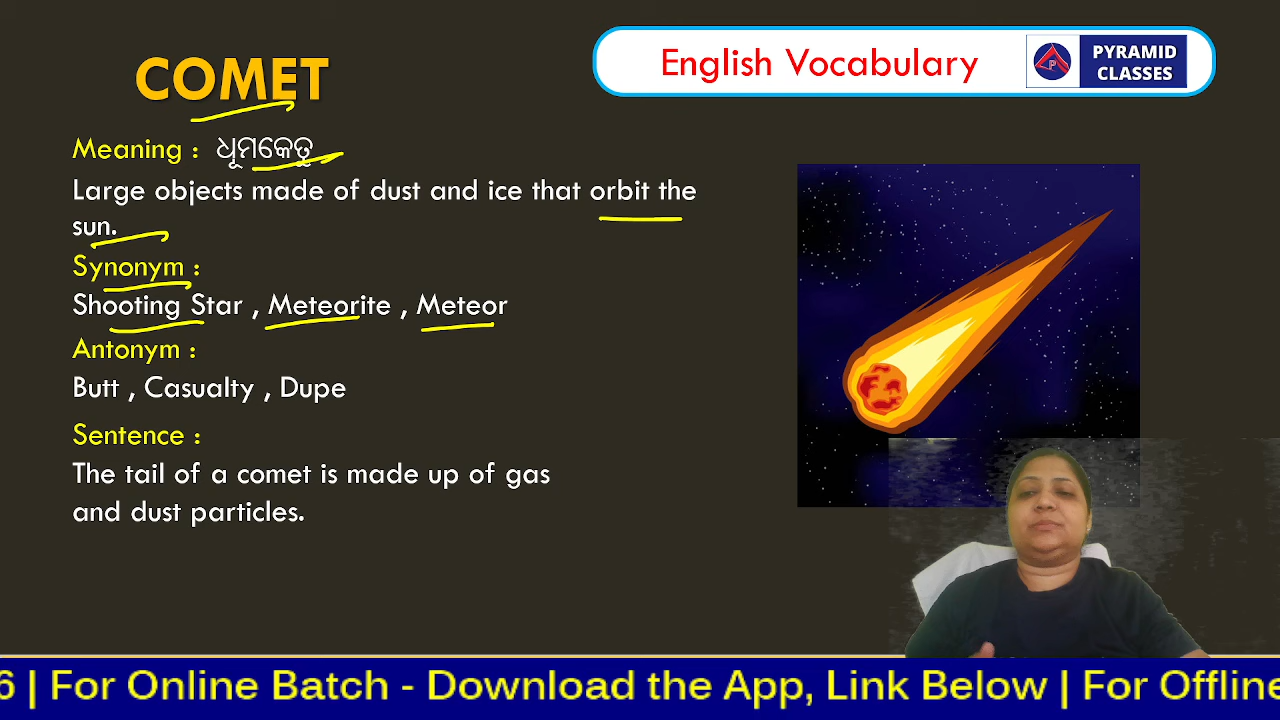 COMET
English Vocabulary
PYRAMID
CLASSES
Meaning : ଧୂମକେତୁ
Large objects made of dust and ice that orbit the
sun.
Synonym :
Shooting Star , Meteorite , Meteor
Antonym :
Butt , Casualty , Dupe
Sentence :
The tail of a comet is made up of gas
and dust particles.
6 | For Online Batch - Download the App, Link Below | For Offline